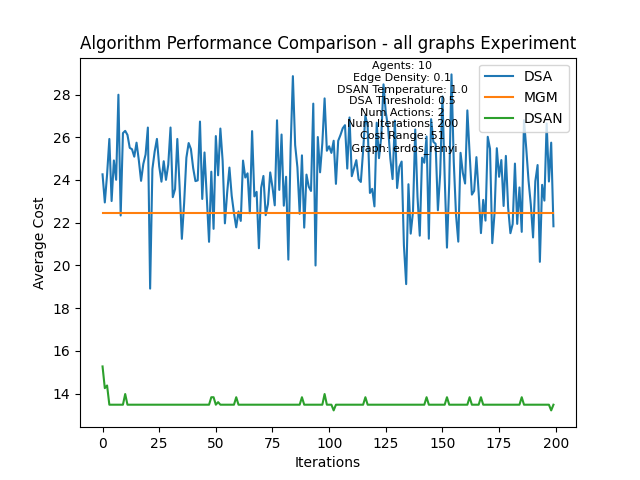 Algorithm Performance Comparison - all graphs Experiment
Agents: 10
Edge Density: 0.1
DSAN Temperature: 1.0
DSA Threshold: 0.5
Num Actions: 2
Num Iterations: 200
Cost Range: 51
Graph: erdos_renyi
DSA
MGM
DSAN
Average Cost
28
26
24
22
20
18
16
14
0
25
50
75
100
125
150
175
200
Iterations